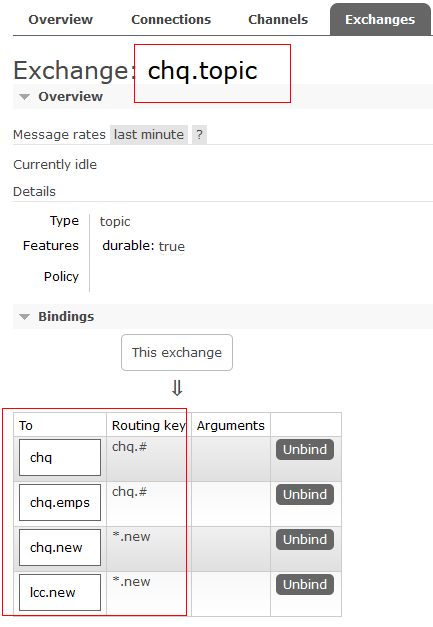 Overview Connections Channels Exchanges
Exchange: chq.topic
Overview
Message rates last minute ?
Currently idle
Details
Type topic
Features durable: true
Policy
Bindings
This exchange
⇓
To Routing key Arguments
chq chq.# Unbind
chq.emps chq.# Unbind
chq.new *.new Unbind
lcc.new *.new Unbind